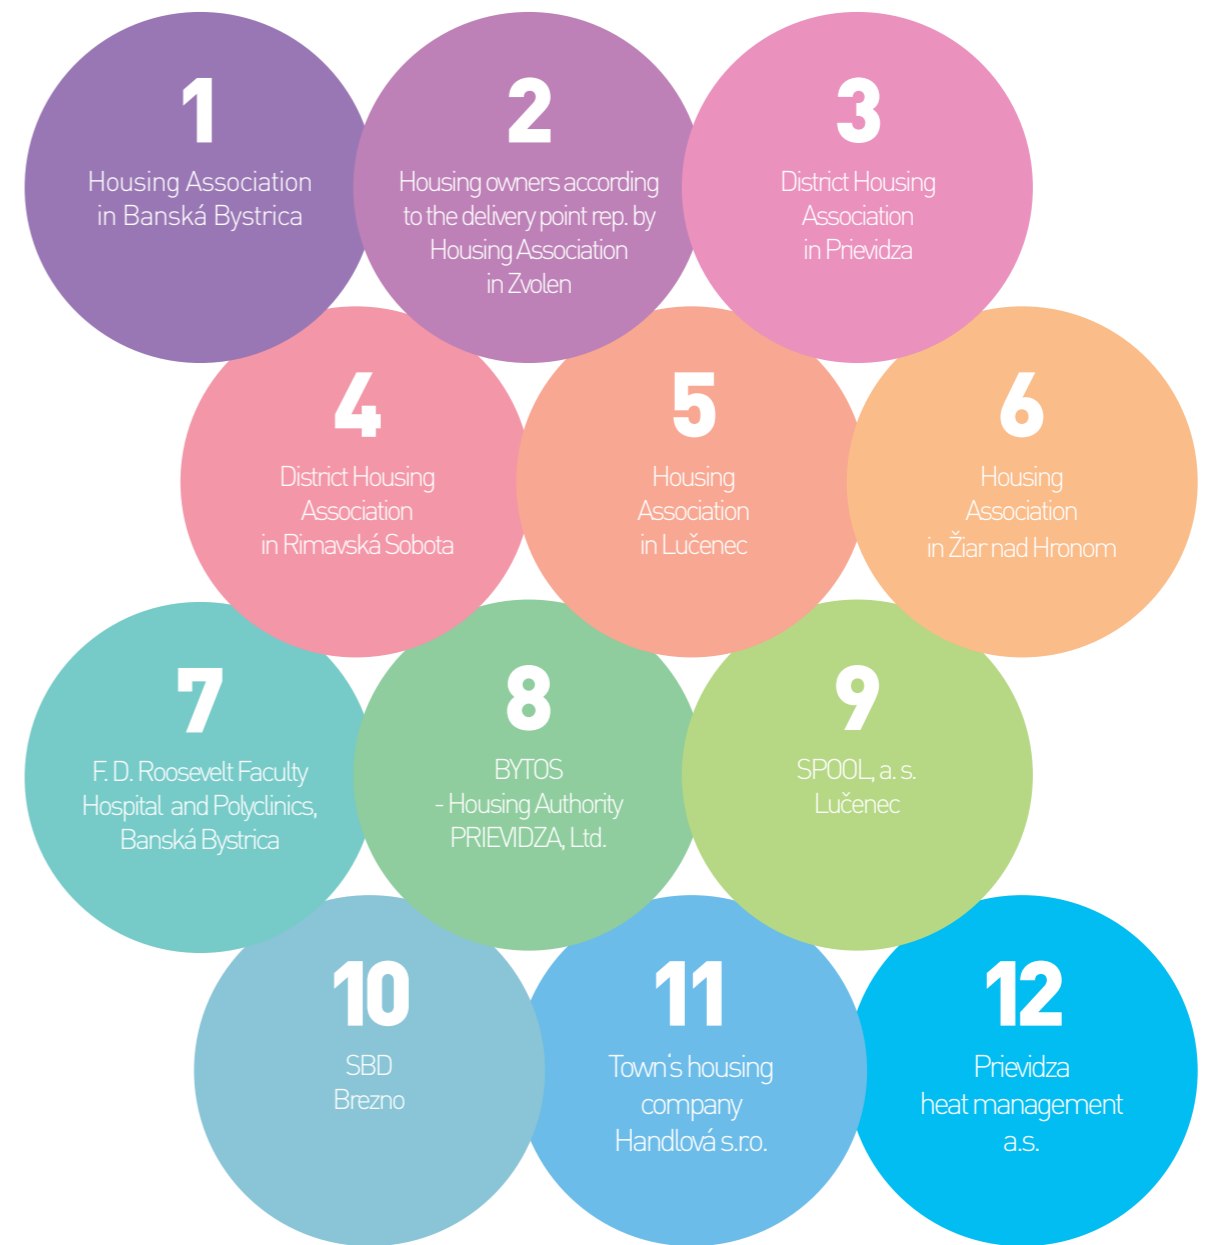 1
Housing Association
in Banská Bystrica
2
Housing owners according
to the delivery point rep. by
Housing Association
in Zvolen
3
District Housing
Association
in Prievidza
4
District Housing
Association
in Rimavská Sobota
5
Housing
Association
in Lučenec
6
Housing
Association
in Žiar nad Hronom
7
F. D. Roosevelt Faculty
Hospital and Polyclinics,
Banská Bystrica
8
BYTOS
- Housing Authority
PRIEVIDZA, Ltd.
9
SPOOL, a. s.
Lučenec
10
SBD
Brezno
11
Town‘s housing
company
Handlová s.r.o.
12
Prievidza
heat management
a.s.